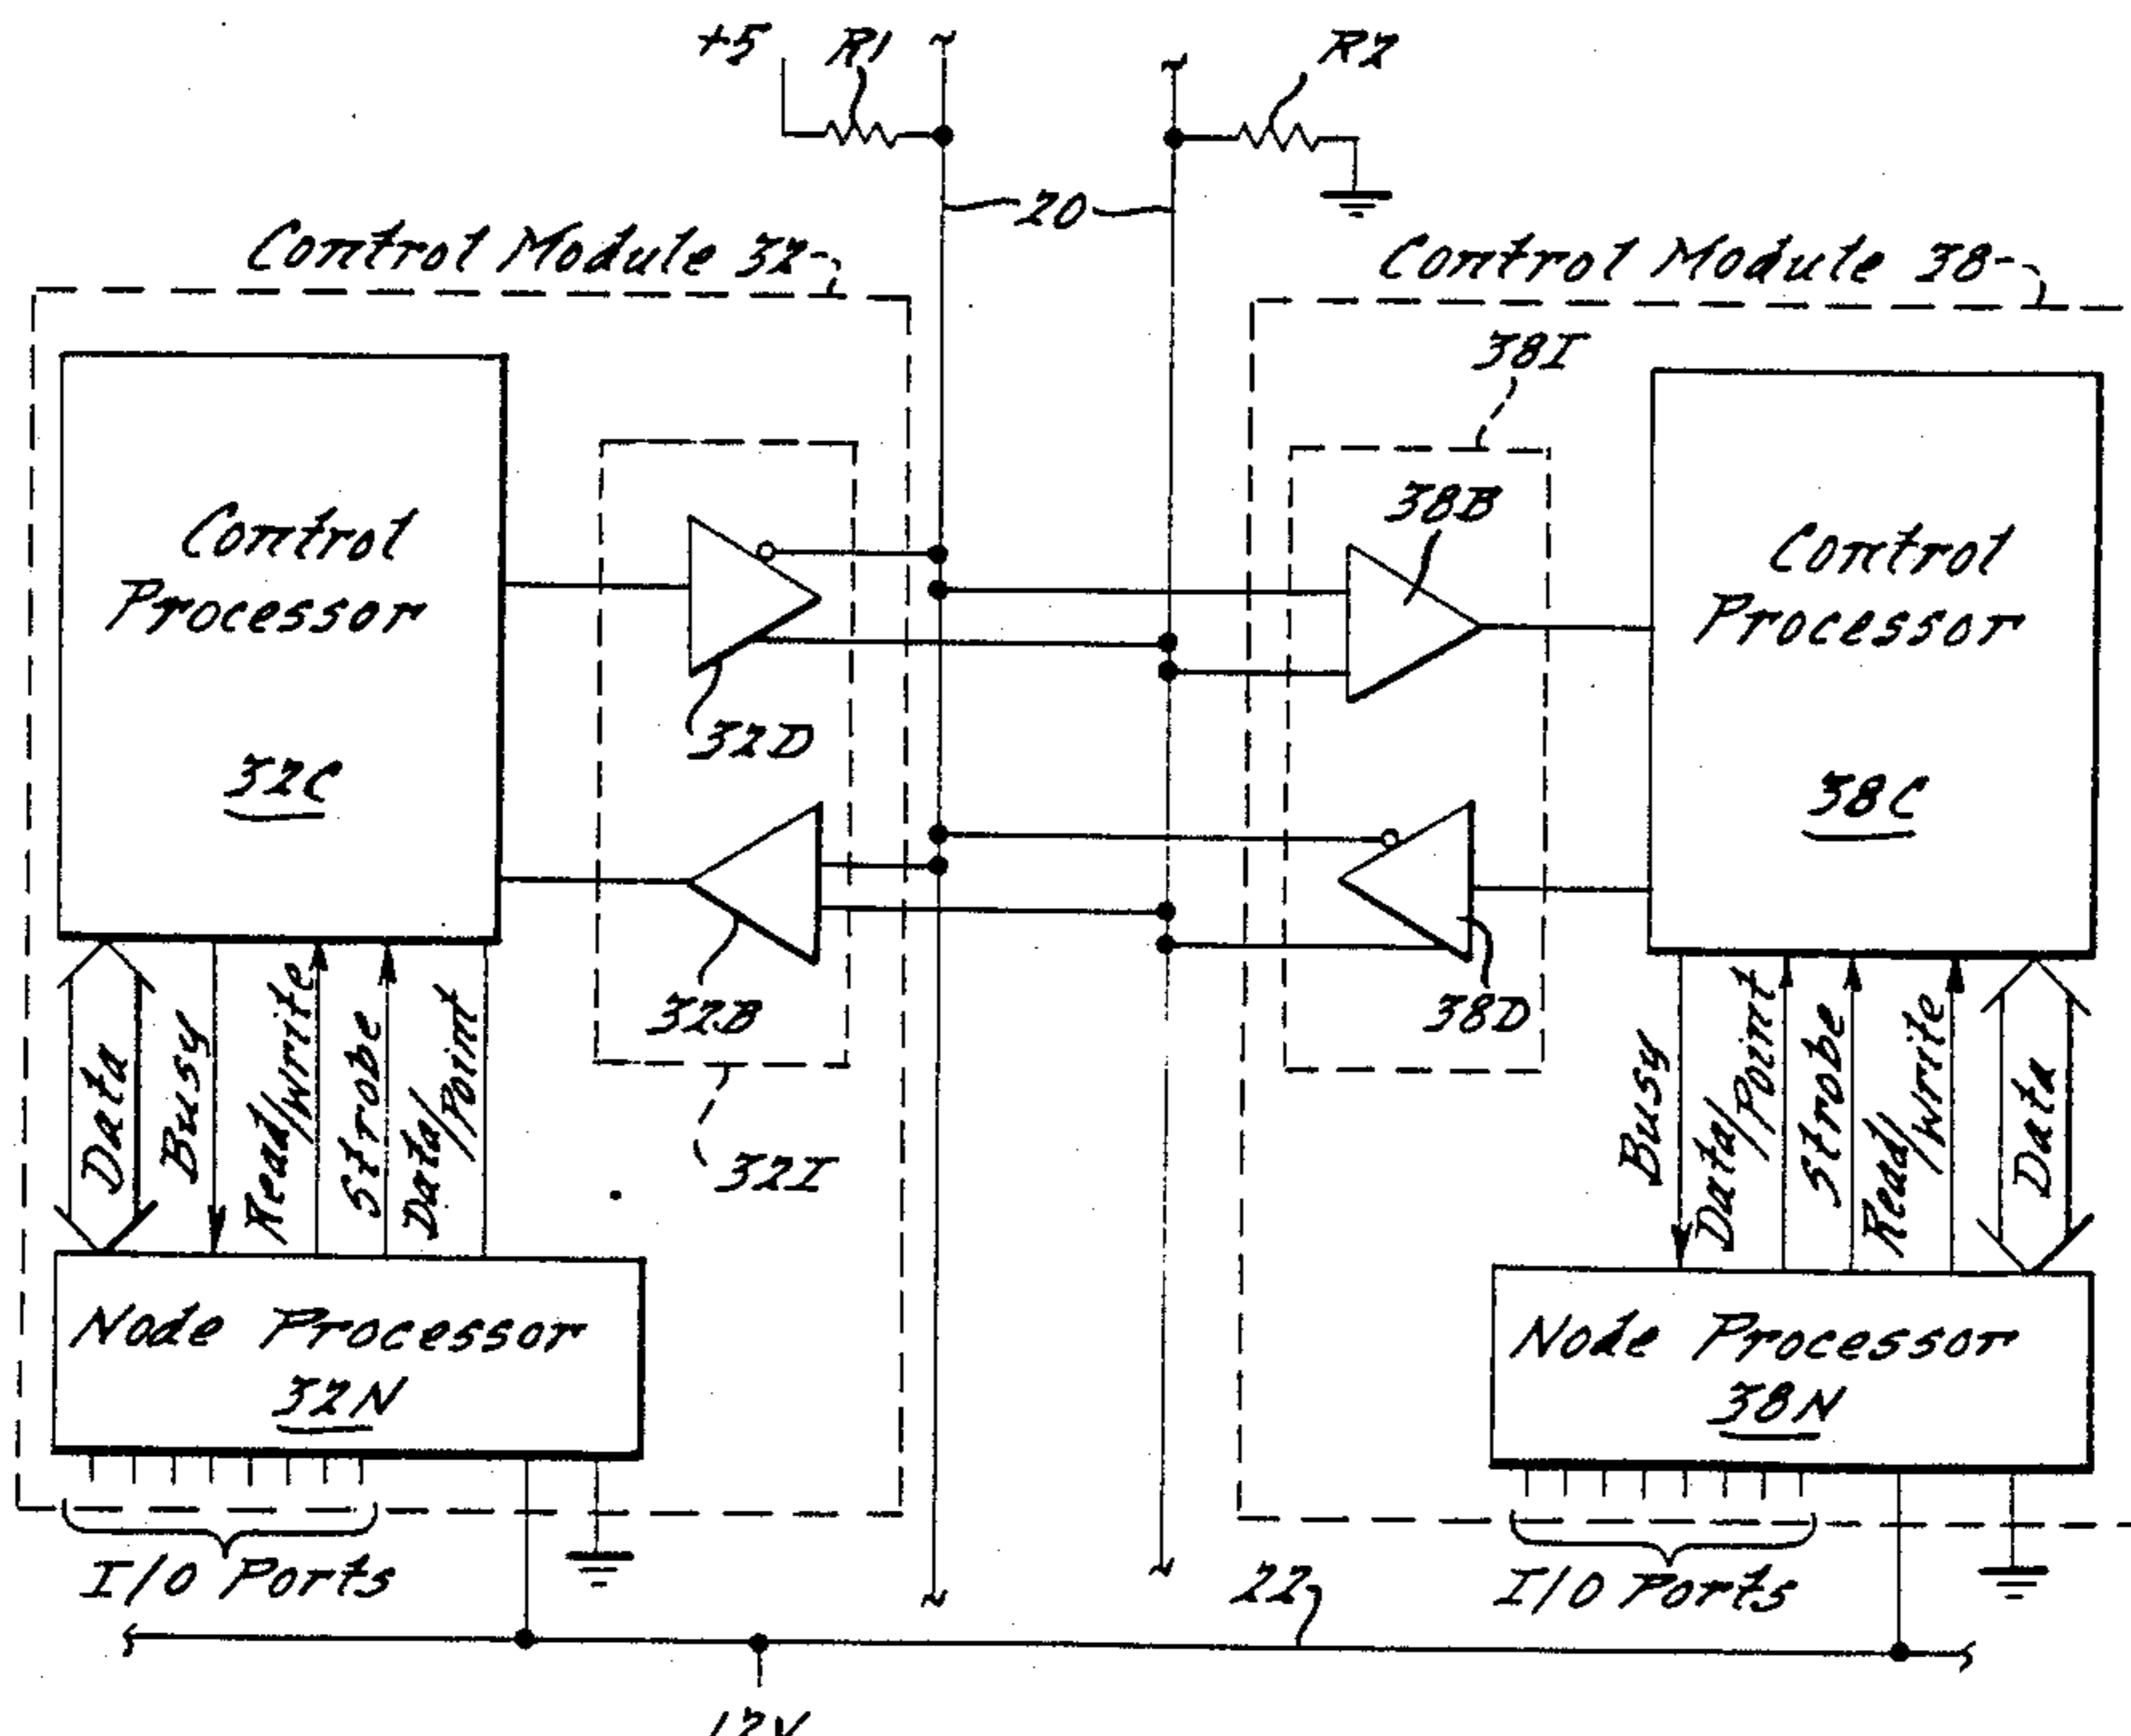 +5 R1 R2
20
Control Module 32
Control Module 38
38I
38B
Control
Processor
32C
Control
Processor
38C
32D
32B
38D
32I
Data
Busy
Read/Write
Strobe
Data/Point
Busy
Data/Point
Strobe
Read/Write
Data
Node Processor
32N
Node Processor
38N
I/O Ports
I/O Ports
22
12V